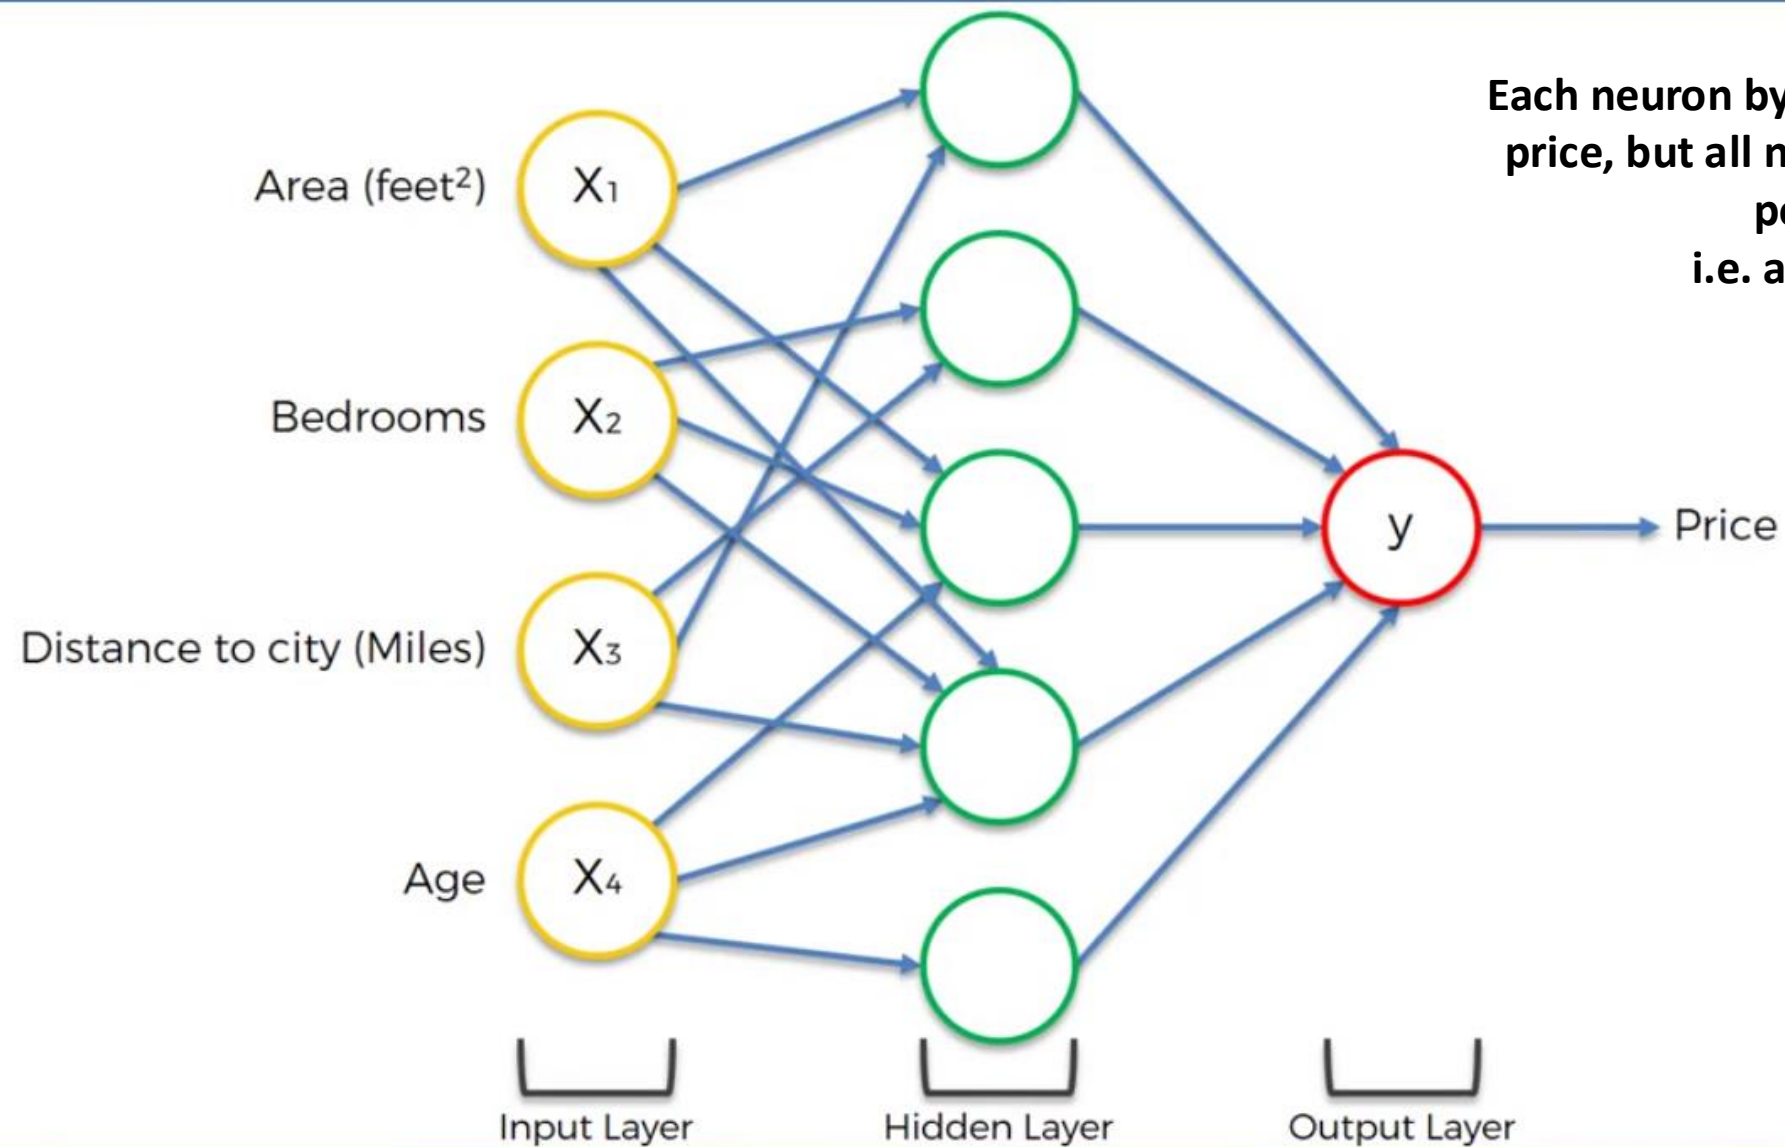 Each neuron by
price, but all n
i.e. a
Area (feet²)
X₁
Bedrooms
X₂
Distance to city (Miles)
X₃
Age
X₄
y
Price
Input Layer
Hidden Layer
Output Layer